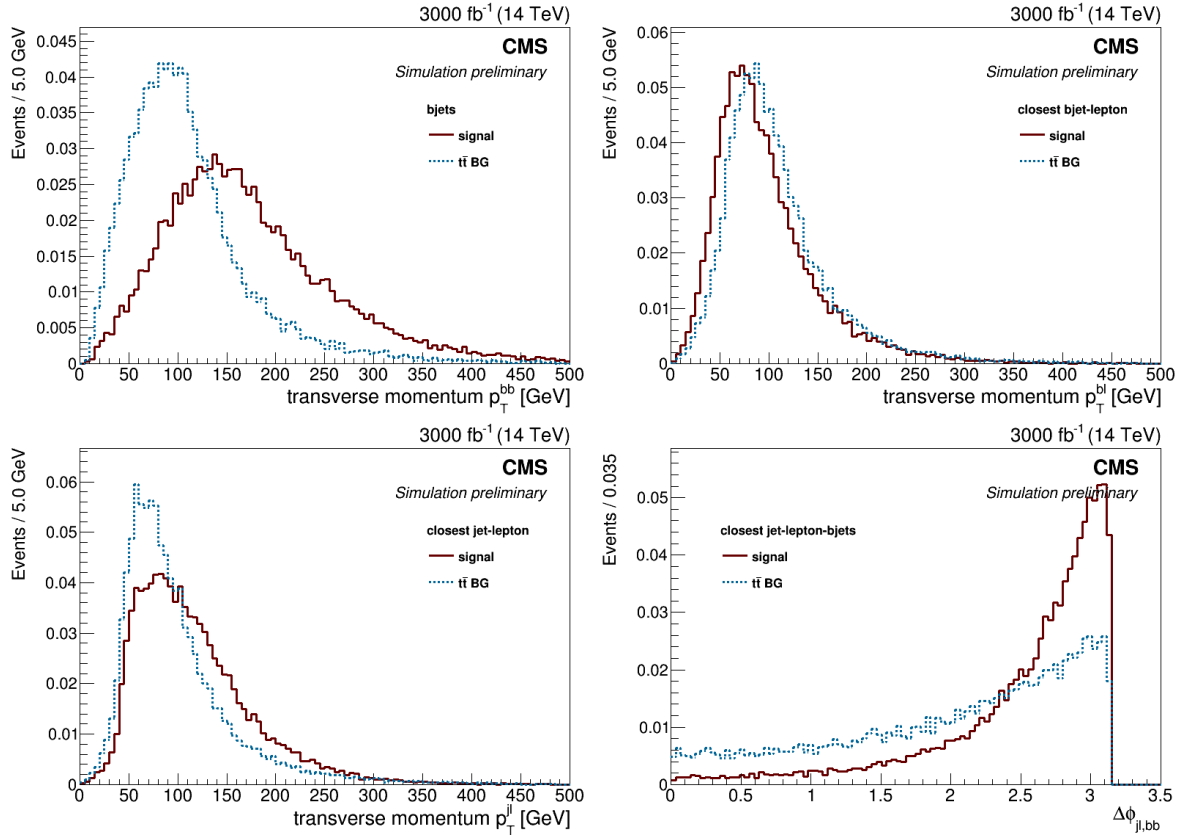 3000 fb⁻¹ (14 TeV)
Events / 5.0 GeV
CMS
Simulation preliminary
bjets
signal
tt̄ BG
0.045
0.04
0.035
0.03
0.025
0.02
0.015
0.01
0.005
0
0 50 100 150 200 250 300 350 400 450 500
transverse momentum p_T^bb [GeV]
3000 fb⁻¹ (14 TeV)
Events / 5.0 GeV
CMS
Simulation preliminary
closest bjet-lepton
signal
tt̄ BG
0.06
0.05
0.04
0.03
0.02
0.01
0
0 50 100 150 200 250 300 350 400 450 500
transverse momentum p_T^bl [GeV]
3000 fb⁻¹ (14 TeV)
Events / 5.0 GeV
CMS
Simulation preliminary
closest jet-lepton
signal
tt̄ BG
0.06
0.05
0.04
0.03
0.02
0.01
0
0 50 100 150 200 250 300 350 400 450 500
transverse momentum p_T^jl [GeV]
3000 fb⁻¹ (14 TeV)
Events / 0.035
CMS
Simulation preliminary
closest jet-lepton-bjets
signal
tt̄ BG
0.05
0.04
0.03
0.02
0.01
0
0 0.5 1 1.5 2 2.5 3 3.5
Δϕ_jl,bb